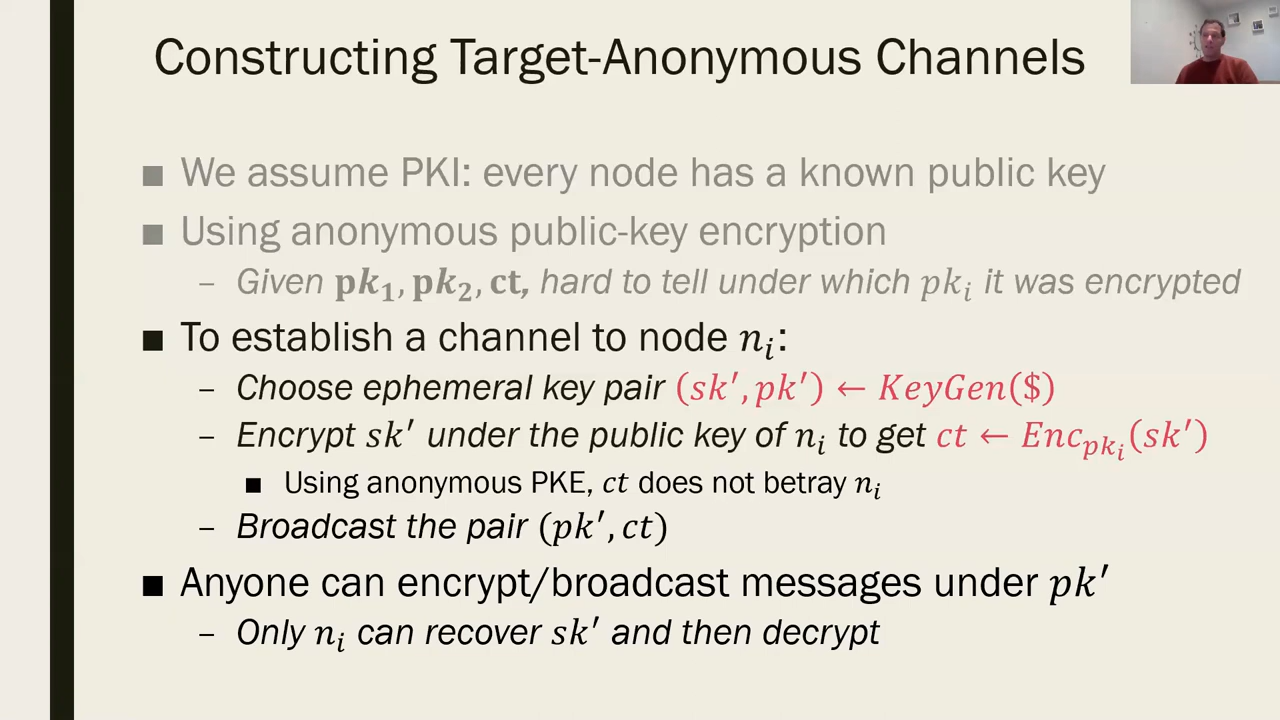 Constructing Target-Anonymous Channels
■ We assume PKI: every node has a known public key
■ Using anonymous public-key encryption
– Given 𝐩𝒌₁, 𝐩𝒌₂, 𝐜𝐭, hard to tell under which 𝑝𝑘ᵢ it was encrypted
■ To establish a channel to node 𝑛ᵢ:
– Choose ephemeral key pair (𝑠𝑘′, 𝑝𝑘′) ← 𝐾𝑒𝑦𝐺𝑒𝑛($)
– Encrypt 𝑠𝑘′ under the public key of 𝑛ᵢ to get 𝑐𝑡 ← 𝐸𝑛𝑐_{𝑝𝑘ᵢ}(𝑠𝑘′)
■ Using anonymous PKE, 𝑐𝑡 does not betray 𝑛ᵢ
– Broadcast the pair (𝑝𝑘′, 𝑐𝑡)
■ Anyone can encrypt/broadcast messages under 𝑝𝑘′
– Only 𝑛ᵢ can recover 𝑠𝑘′ and then decrypt